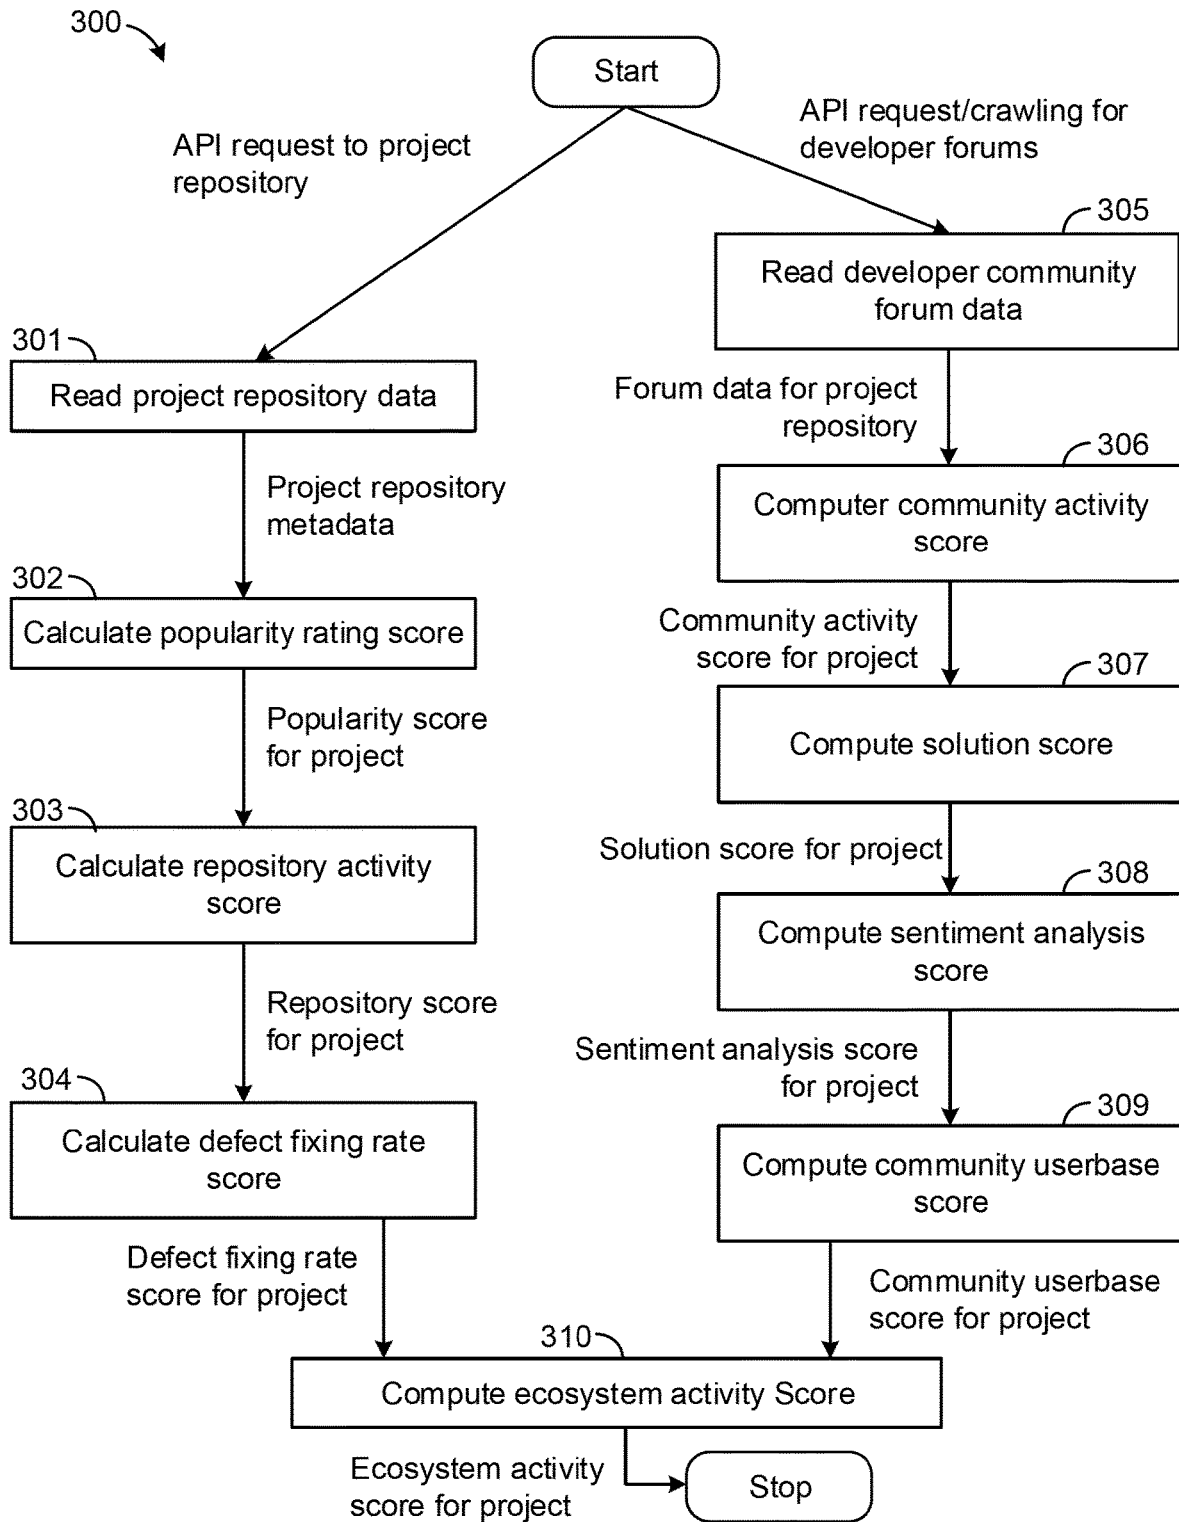 300
Start
API request to project
repository
API request/crawling for
developer forums
305
Read developer community
forum data
301
Read project repository data
Forum data for project
repository
306
Computer community activity
score
Project repository
metadata
302
Calculate popularity rating score
Community activity
score for project
307
Compute solution score
Popularity score
for project
303
Calculate repository activity
score
Solution score for project
308
Compute sentiment analysis
score
Repository score
for project
Sentiment analysis score
for project
304
Calculate defect fixing rate
score
309
Compute community userbase
score
Defect fixing rate
score for project
Community userbase
score for project
310
Compute ecosystem activity Score
Ecosystem activity
score for project
Stop